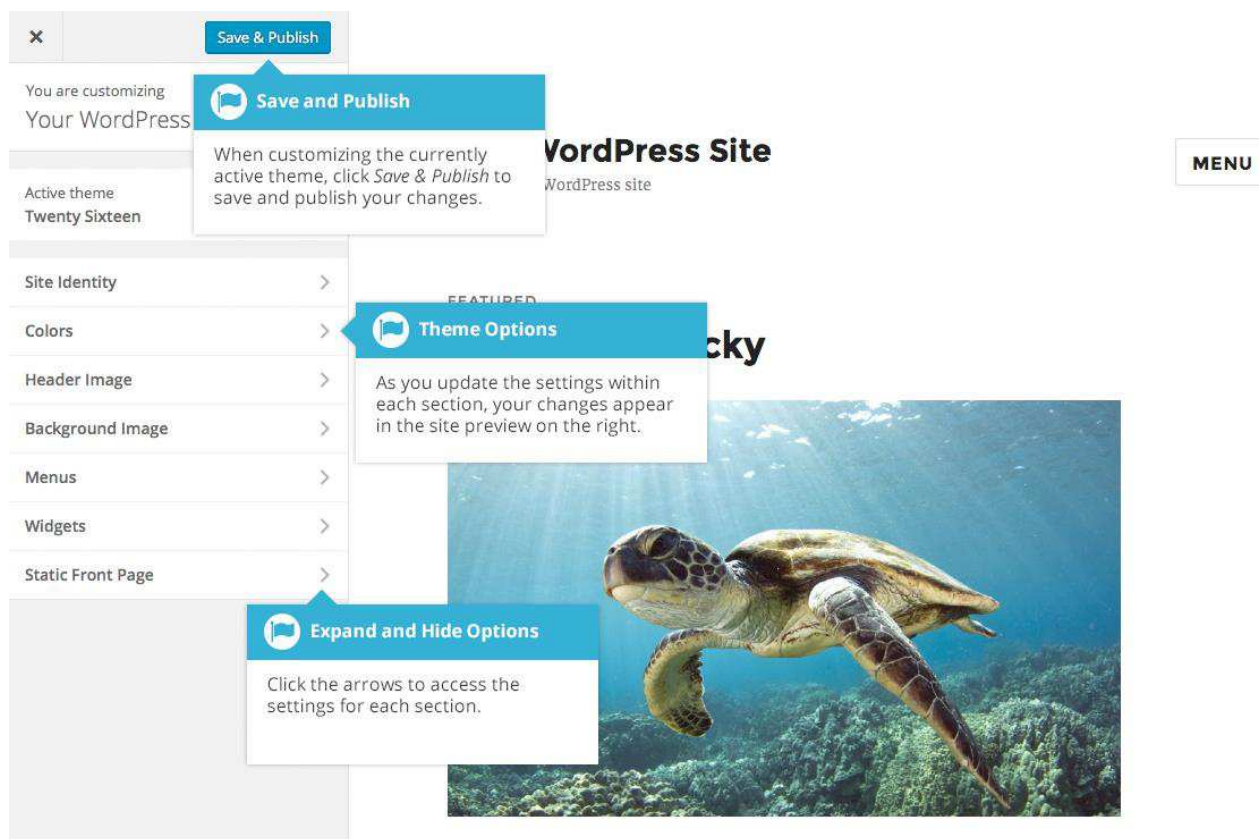 Save & Publish
You are customizing
Your WordPress
Save and Publish
When customizing the currently
active theme, click Save & Publish to
save and publish your changes.
Active theme
Twenty Sixteen
WordPress Site
WordPress site
MENU
Site Identity
Colors
Header Image
Background Image
Menus
Widgets
Static Front Page
FEATURED
cky
Theme Options
As you update the settings within
each section, your changes appear
in the site preview on the right.
Expand and Hide Options
Click the arrows to access the
settings for each section.